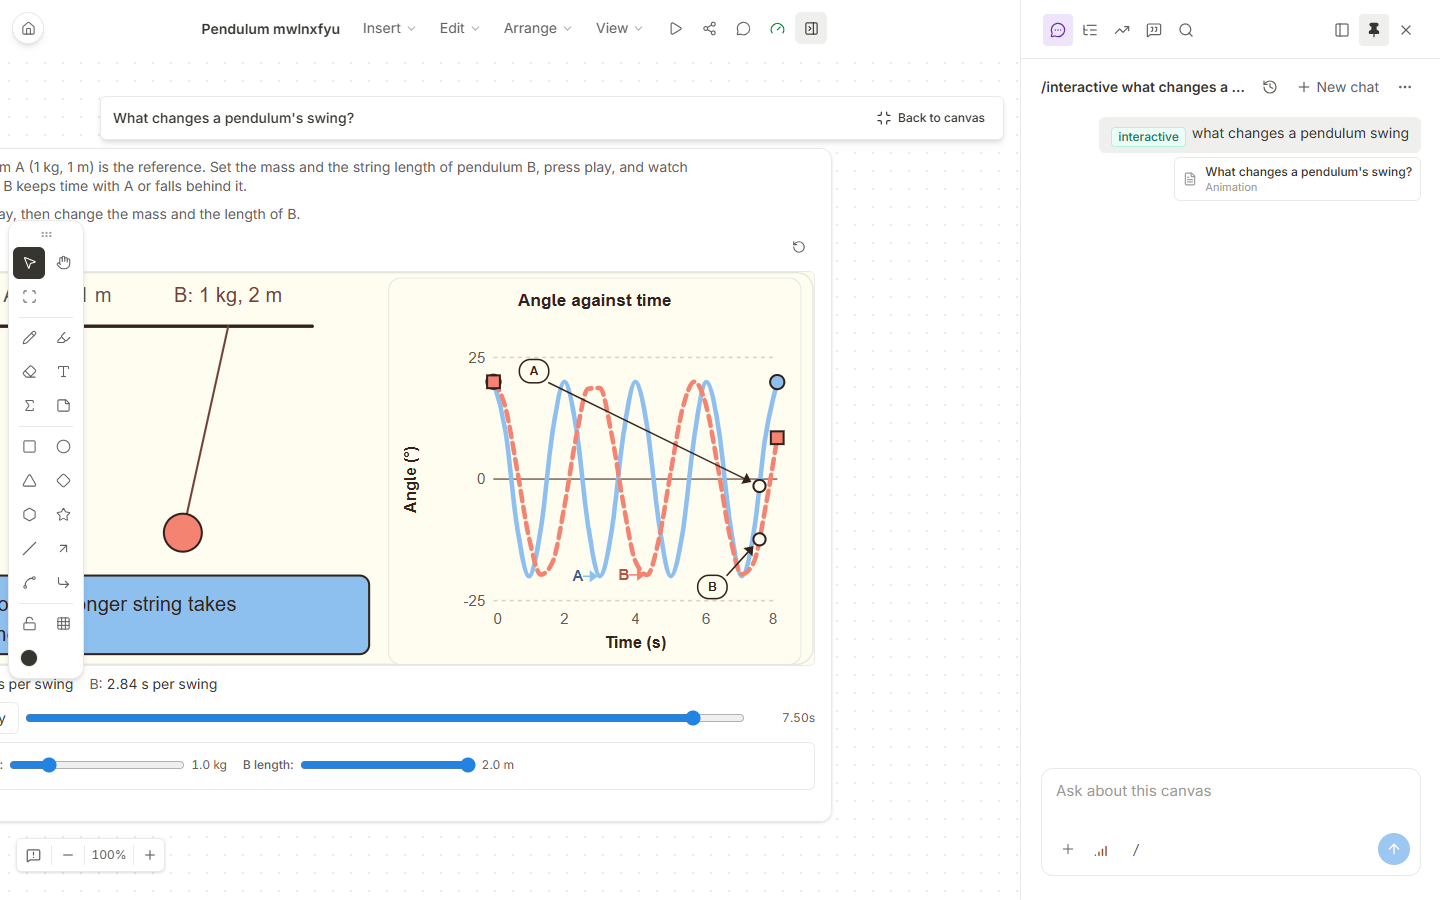 Pendulum mwlnxfyu
Insert
Edit
Arrange
View
What changes a pendulum's swing?
Back to canvas
m A (1 kg, 1 m) is the reference. Set the mass and the string length of pendulum B, press play, and watch
B keeps time with A or falls behind it.
ay, then change the mass and the length of B.
1 m
B: 1 kg, 2 m
Angle against time
25
A
Angle (°)
0
A
B
B
-25
0
2
4
6
8
Time (s)
onger string takes
s per swing
B: 2.84 s per swing
y
7.50s
:
1.0 kg
B length:
2.0 m
100%
/interactive what changes a ...
New chat
interactive what changes a pendulum swing
What changes a pendulum's swing?
Animation
Ask about this canvas
/